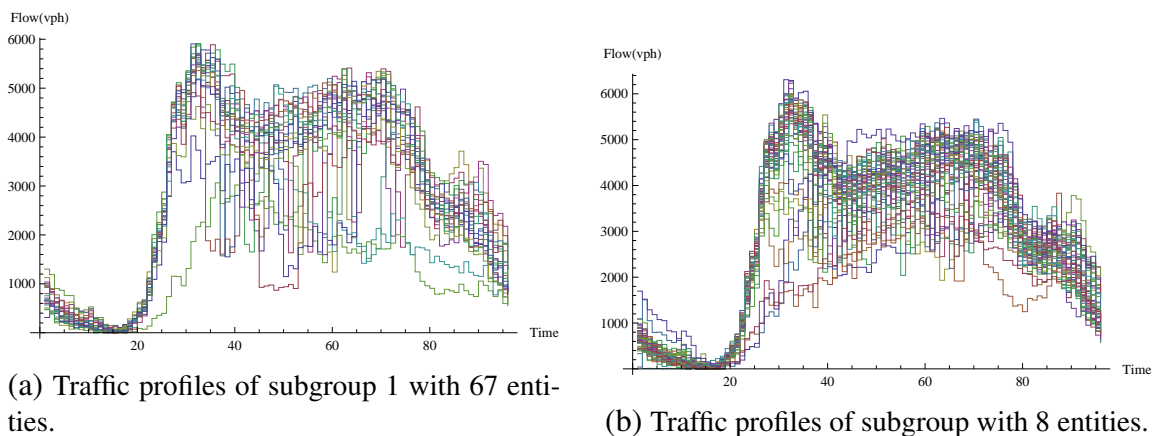 Flow(vph)
6000
5000
4000
3000
2000
1000
20
40
60
80
Time
(a) Traffic profiles of subgroup 1 with 67 enti-
ties.
Flow(vph)
6000
5000
4000
3000
2000
1000
20
40
60
80
Time
(b) Traffic profiles of subgroup with 8 entities.